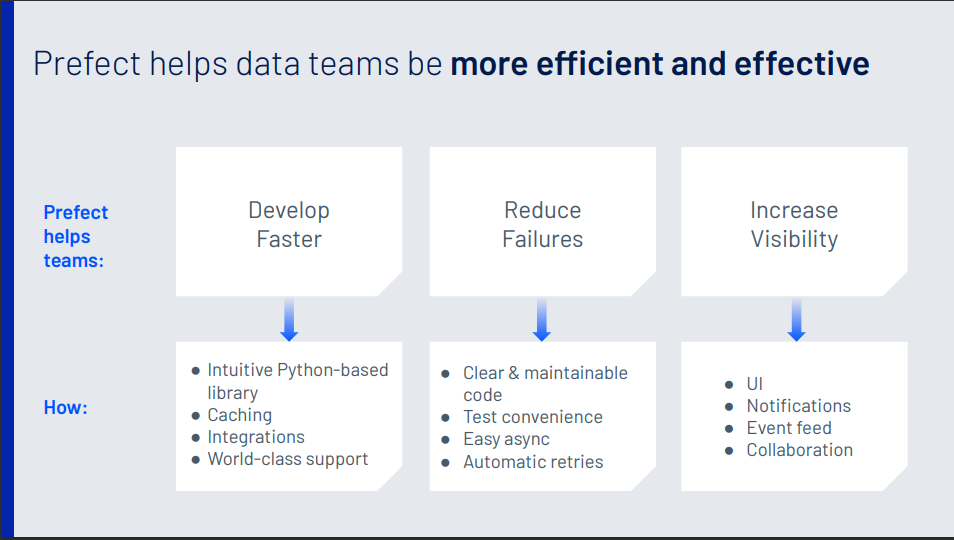 Prefect helps data teams be more efficient and effective
Prefect
helps
teams:
Develop
Faster
Reduce
Failures
Increase
Visibility
How:
● Intuitive Python-based
library
● Caching
● Integrations
● World-class support
● Clear & maintainable
code
● Test convenience
● Easy async
● Automatic retries
● UI
● Notifications
● Event feed
● Collaboration